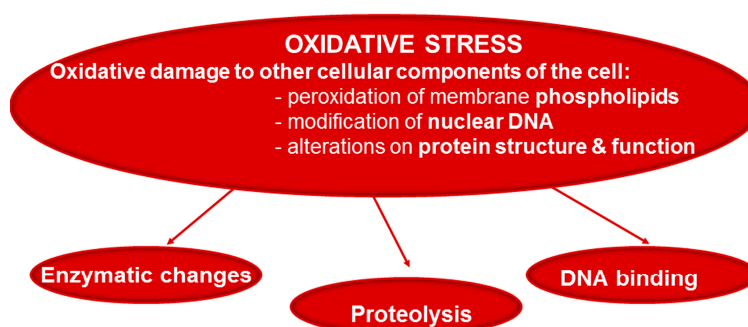 OXIDATIVE STRESS
Oxidative damage to other cellular components of the cell:
- peroxidation of membrane phospholipids
- modification of nuclear DNA
- alterations on protein structure & function
Enzymatic changes
Proteolysis
DNA binding